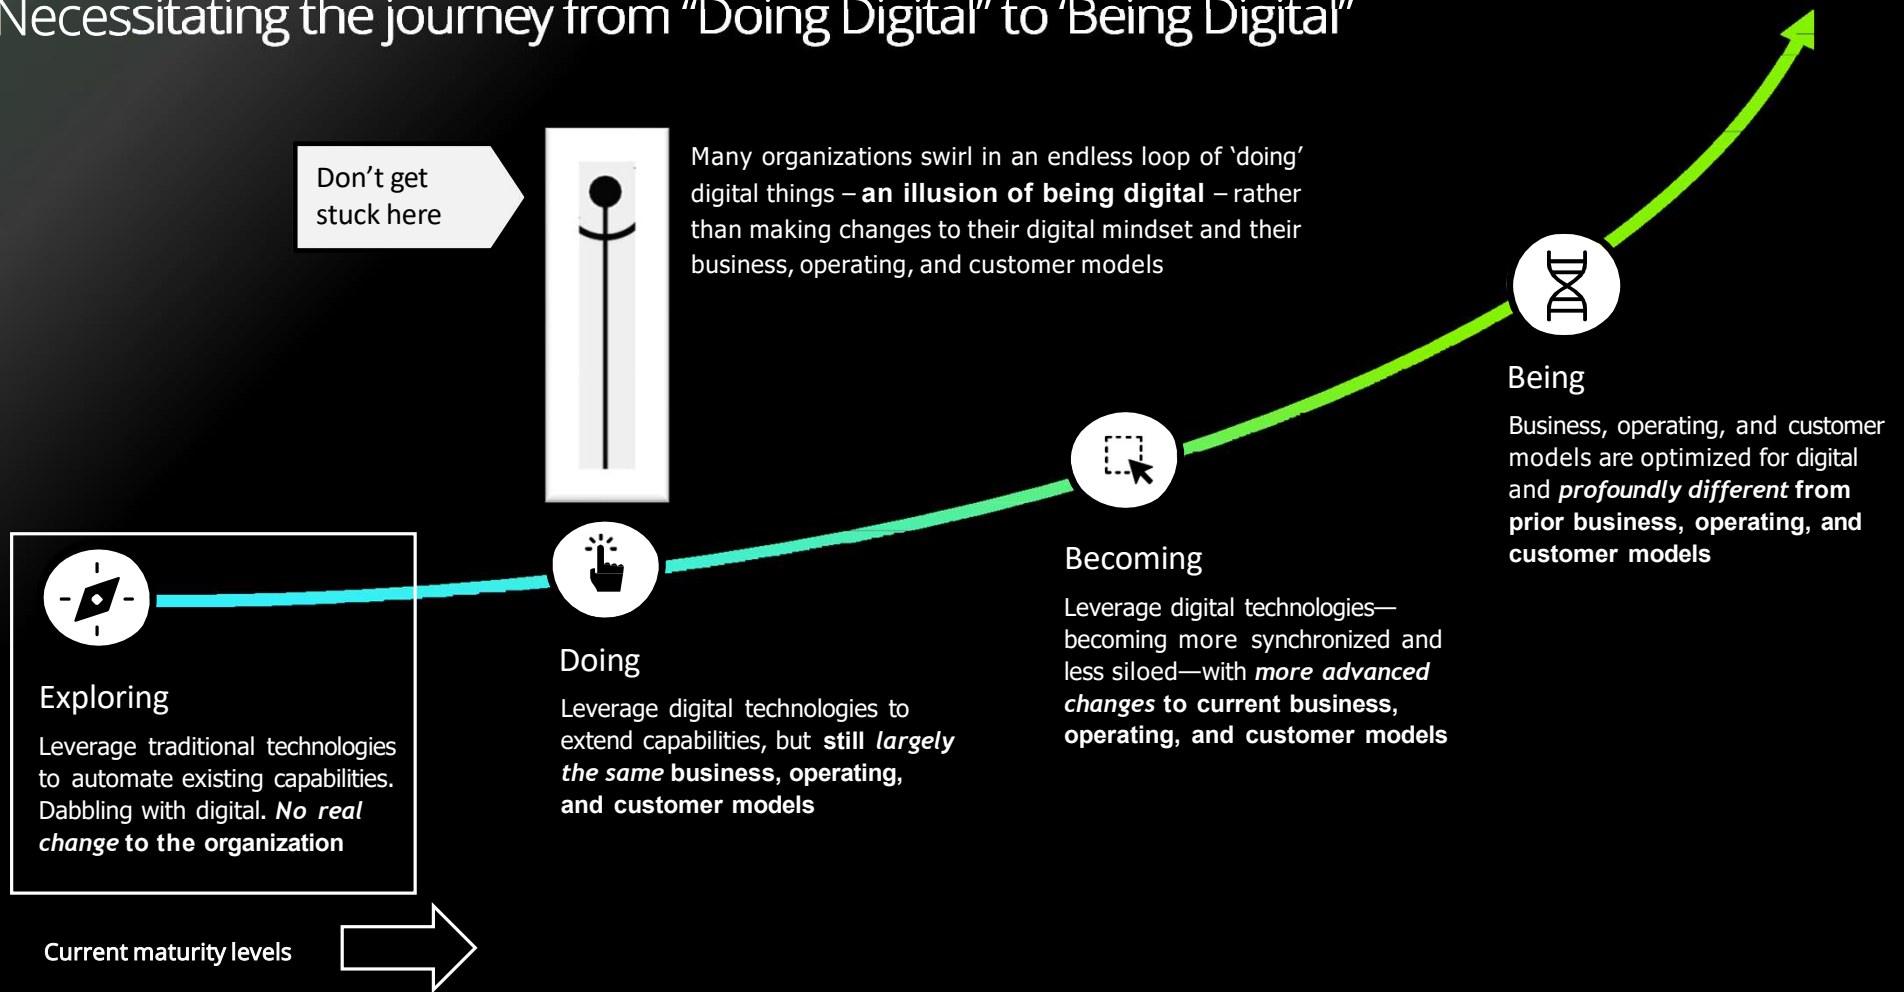 Necessitating the journey from “Doing Digital” to ‘Being Digital”
Don’t get
stuck here
Many organizations swirl in an endless loop of ‘doing’
digital things – an illusion of being digital – rather
than making changes to their digital mindset and their
business, operating, and customer models
Being
Business, operating, and customer
models are optimized for digital
and profoundly different from
prior business, operating, and
customer models
Becoming
Leverage digital technologies—
becoming more synchronized and
less siloed—with more advanced
changes to current business,
operating, and customer models
Doing
Leverage digital technologies to
extend capabilities, but still largely
the same business, operating,
and customer models
Exploring
Leverage traditional technologies
to automate existing capabilities.
Dabbling with digital. No real
change to the organization
Current maturity levels